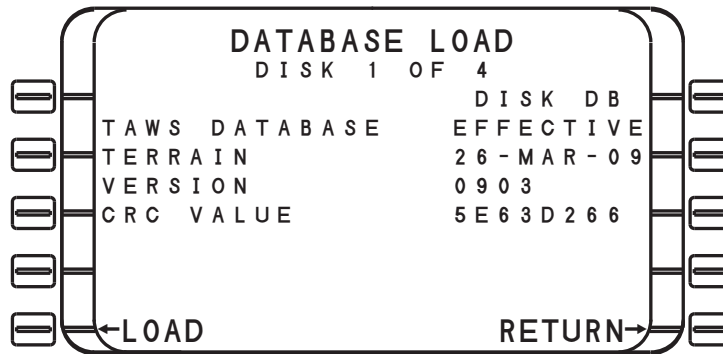 DATABASE LOAD
DISK 1 OF 4
DISK DB
TAWS DATABASE EFFECTIVE
TERRAIN 26-MAR-09
VERSION 0903
CRC VALUE 5E63D266
←LOAD RETURN→